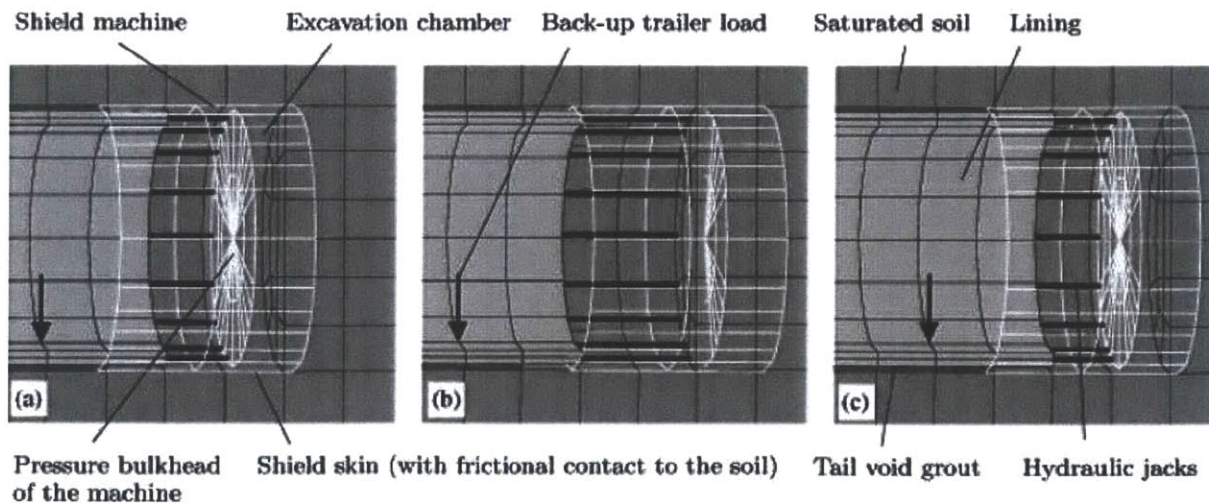 Shield machine
Excavation chamber
Back-up trailer load
Saturated soil
Lining
(a)
(b)
(c)
Pressure bulkhead
of the machine
Shield skin (with frictional contact to the soil)
Tail void grout
Hydraulic jacks